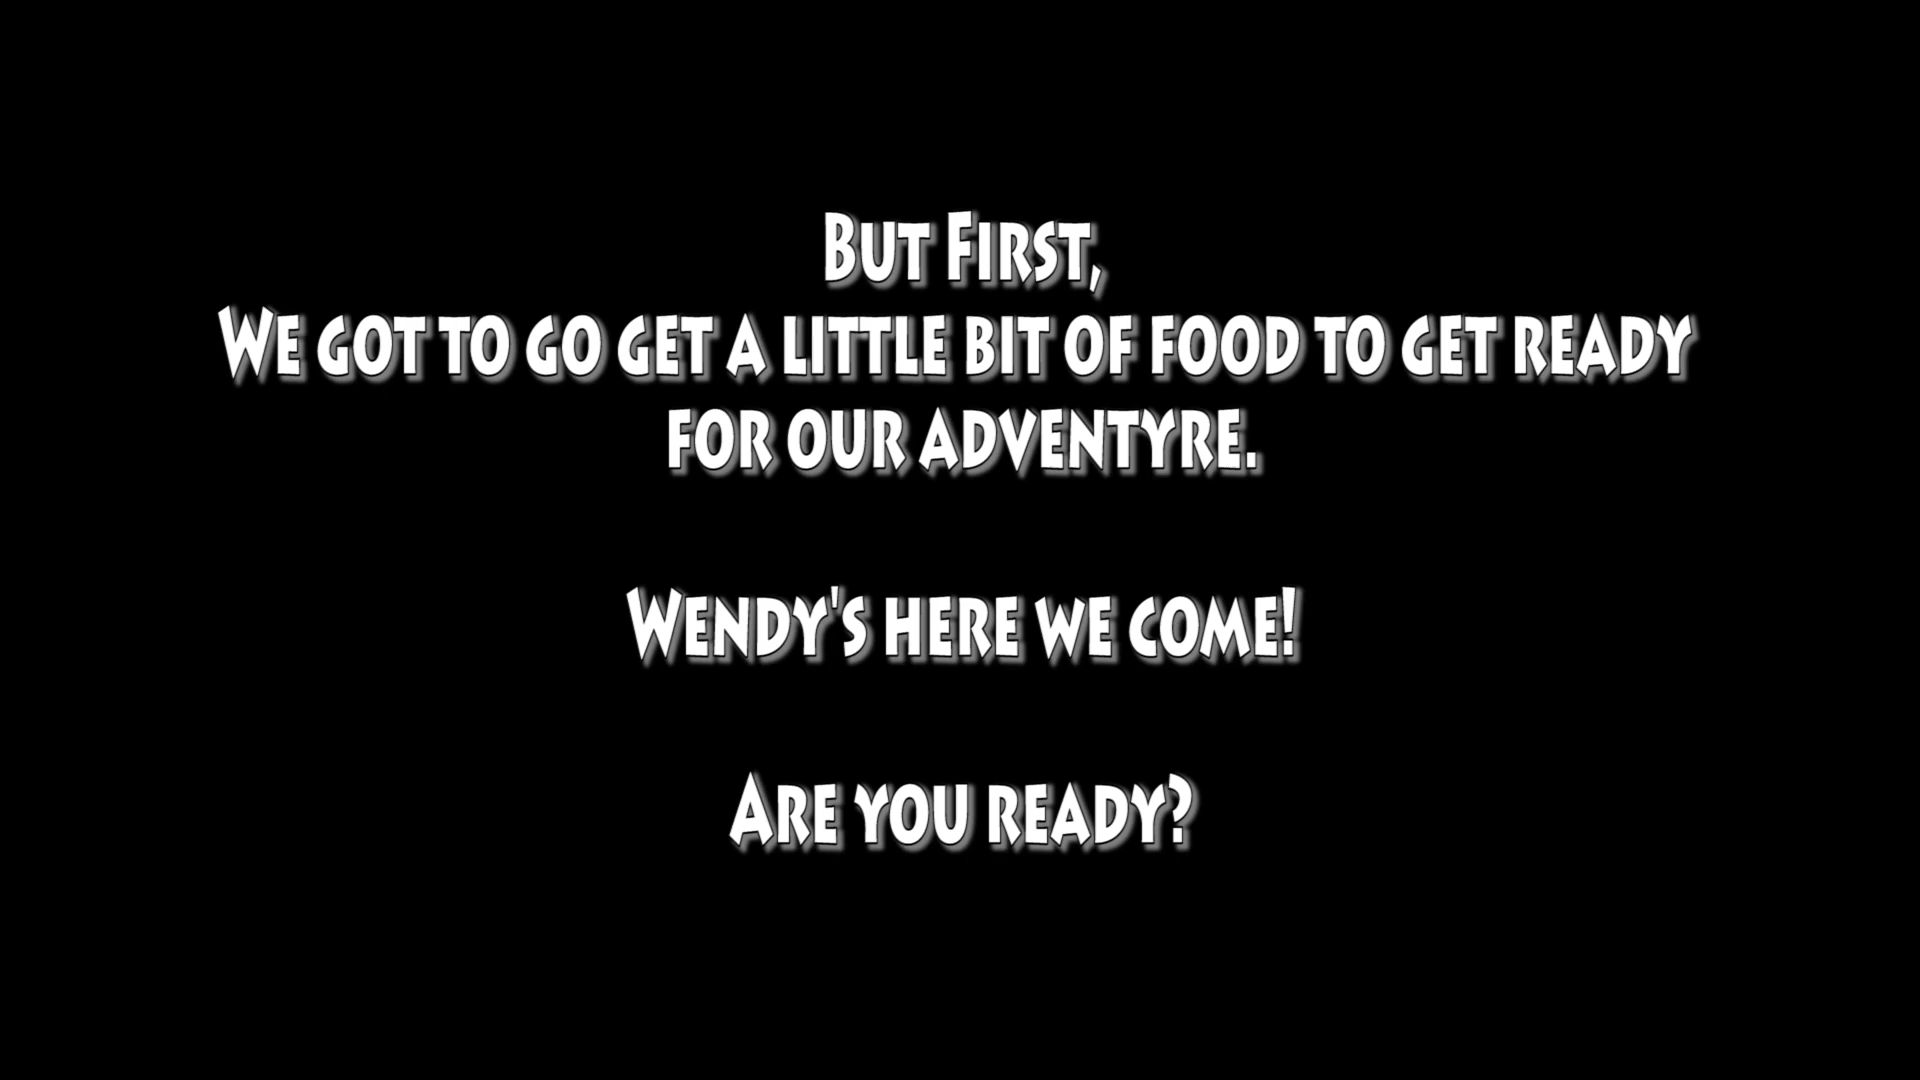 But First,
We got to go get a little bit of food to get ready
for our adventyre.
Wendy's here we come!
Are you ready?